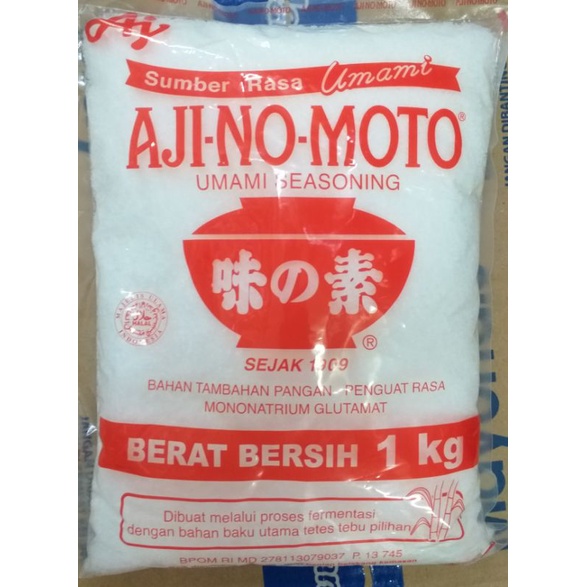 Aj
Sumber Rasa Umami
AJI-NO-MOTO®
UMAMI SEASONING
味の素
®
HALAL
SEJAK 1909
BAHAN TAMBAHAN PANGAN - PENGUAT RASA
MONONATRIUM GLUTAMAT
BERAT BERSIH 1 kg
Dibuat melalui proses fermentasi
dengan bahan baku utama tetes tebu pilihan
BPOM RI MD 278113079037 P. 13 745